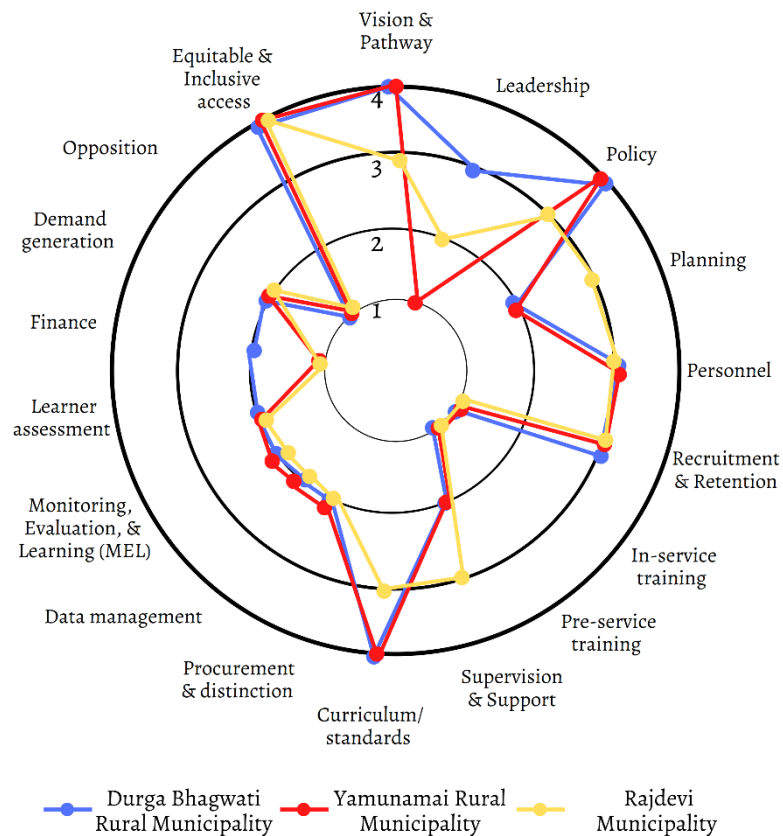 Vision &
Pathway
Leadership
Policy
Planning
Personnel
Recruitment
& Retention
In-service
training
Pre-service
training
Supervision
& Support
Curriculum/
standards
Procurement
& distinction
Data management
Monitoring,
Evaluation, &
Learning (MEL)
Learner
assessment
Finance
Demand
generation
Opposition
Equitable &
Inclusive
access
4
3
2
1
Durga Bhagwati
Rural Municipality
Yamunamai Rural
Municipality
Rajdevi
Municipality